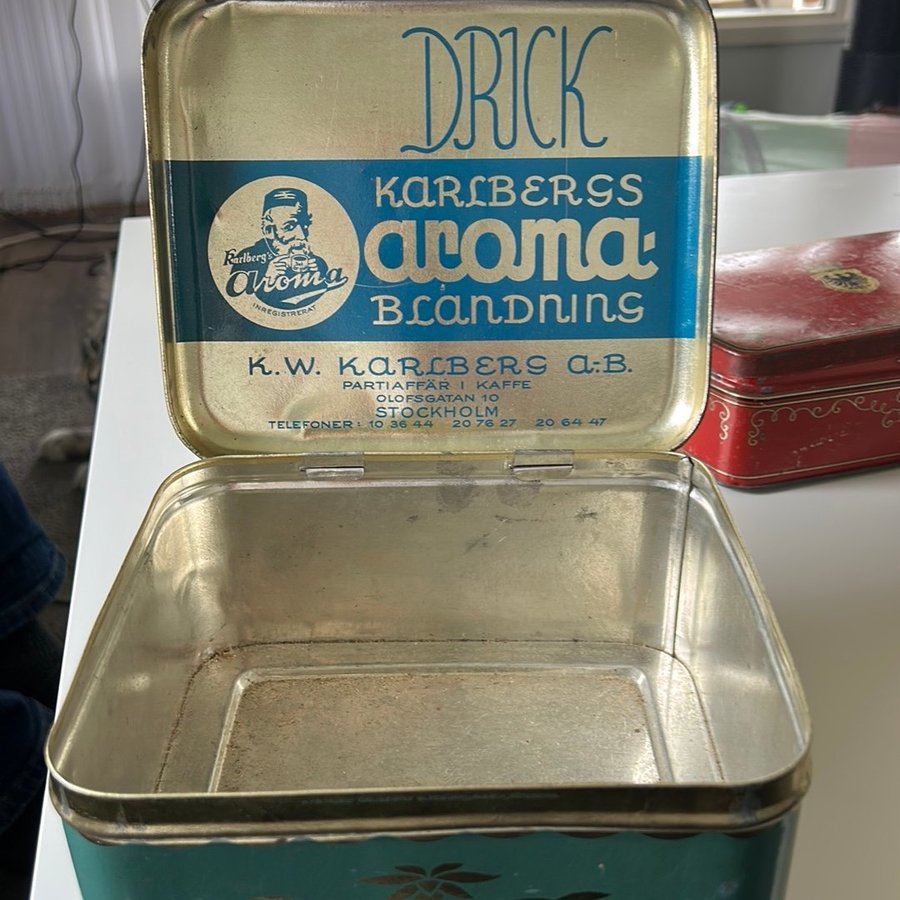 DRICK
KARLBERGS
aroma-
BLANDNING
Karlberg's
aroma
INREGISTRERAT
K.W. KARLBERG A.-B.
PARTIAFFÄR I KAFFE
OLOFSGATAN 10
STOCKHOLM
TELEFONER: 10 36 44 20 76 27 20 64 47